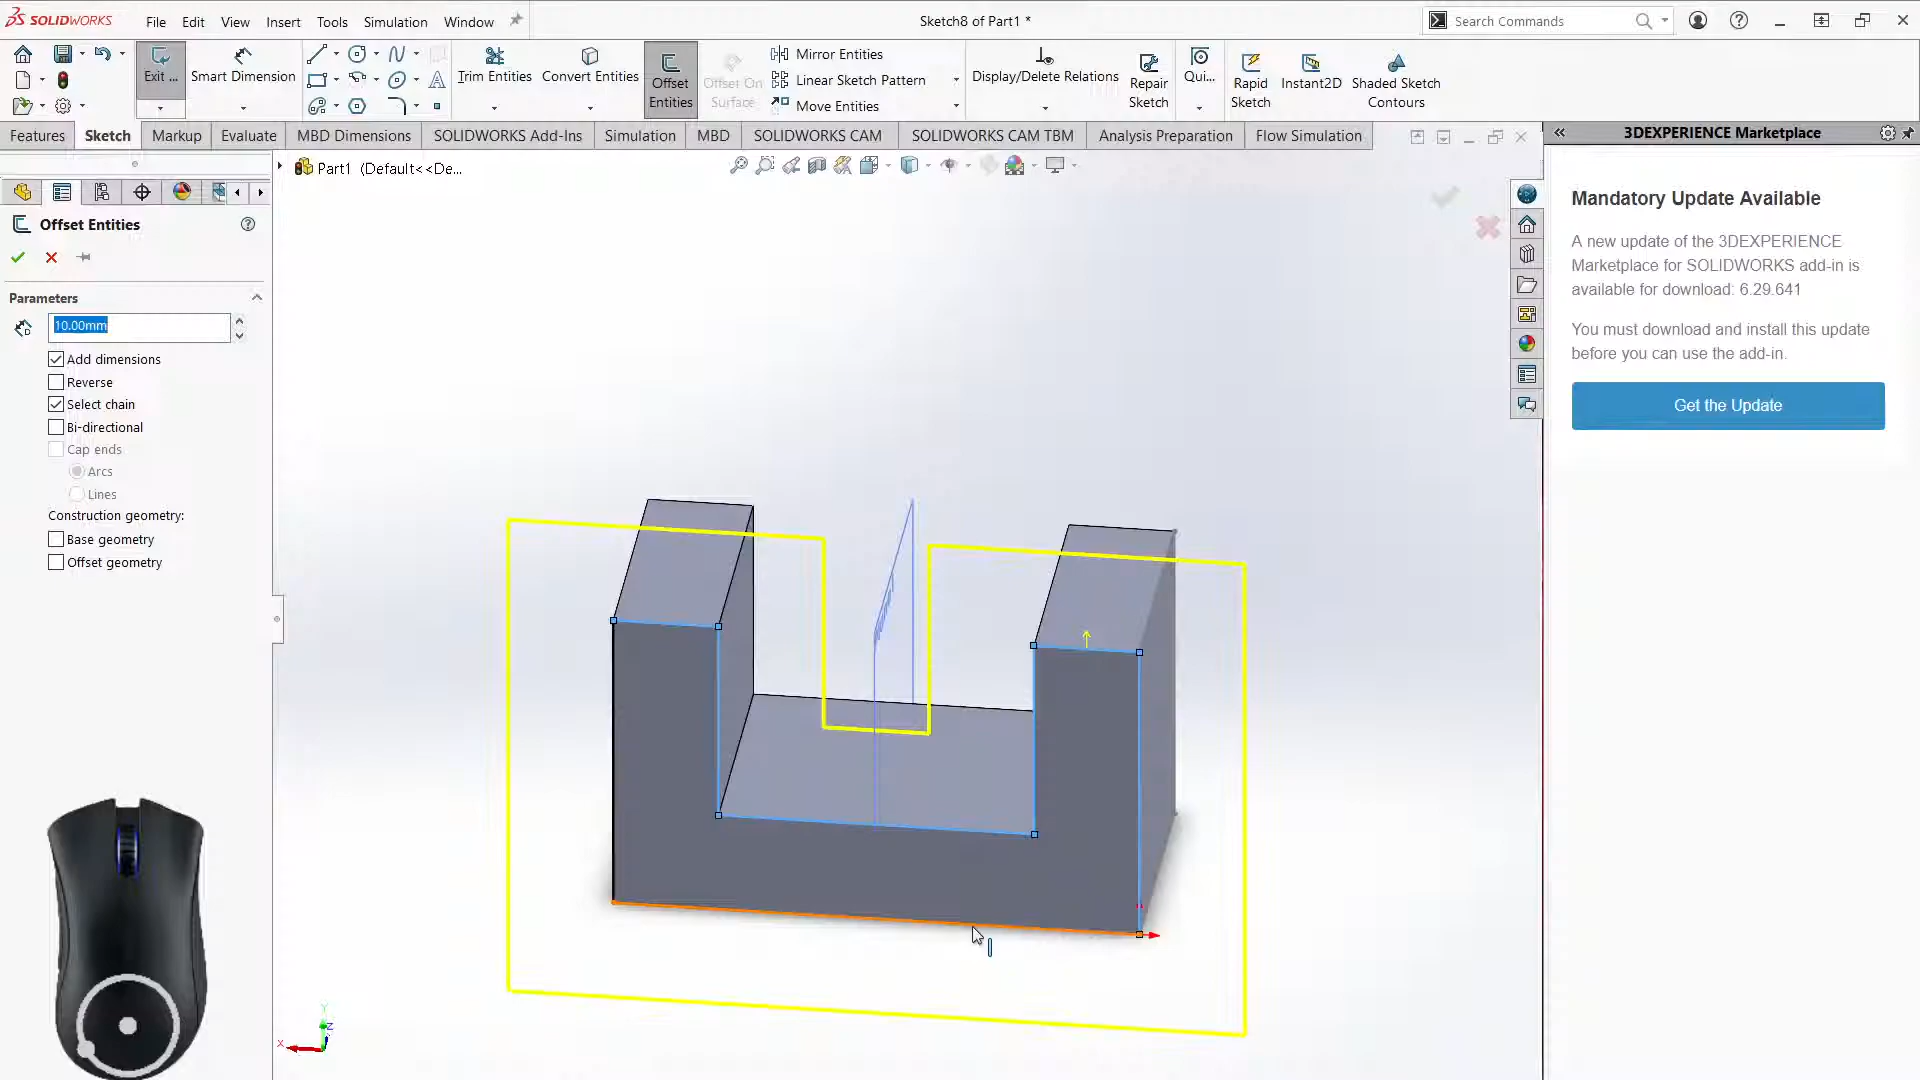 SOLIDWORKS
File
Edit
View
Insert
Tools
Simulation
Window
Sketch8 of Part1 *
Search Commands
Exit ...
Smart Dimension
Trim Entities
Convert Entities
Offset
Entities
Offset On
Surface
Mirror Entities
Linear Sketch Pattern
Move Entities
Display/Delete Relations
Repair
Sketch
Qui...
Rapid
Sketch
Instant2D
Shaded Sketch
Contours
Features
Sketch
Markup
Evaluate
MBD Dimensions
SOLIDWORKS Add-Ins
Simulation
MBD
SOLIDWORKS CAM
SOLIDWORKS CAM TBM
Analysis Preparation
Flow Simulation
3DEXPERIENCE Marketplace
Part1 (Default<<De...
Offset Entities
Parameters
10.00mm
Add dimensions
Reverse
Select chain
Bi-directional
Cap ends
Arcs
Lines
Construction geometry:
Base geometry
Offset geometry
Mandatory Update Available
A new update of the 3DEXPERIENCE
Marketplace for SOLIDWORKS add-in is
available for download: 6.29.641
You must download and install this update
before you can use the add-in.
Get the Update
Y
Z
X